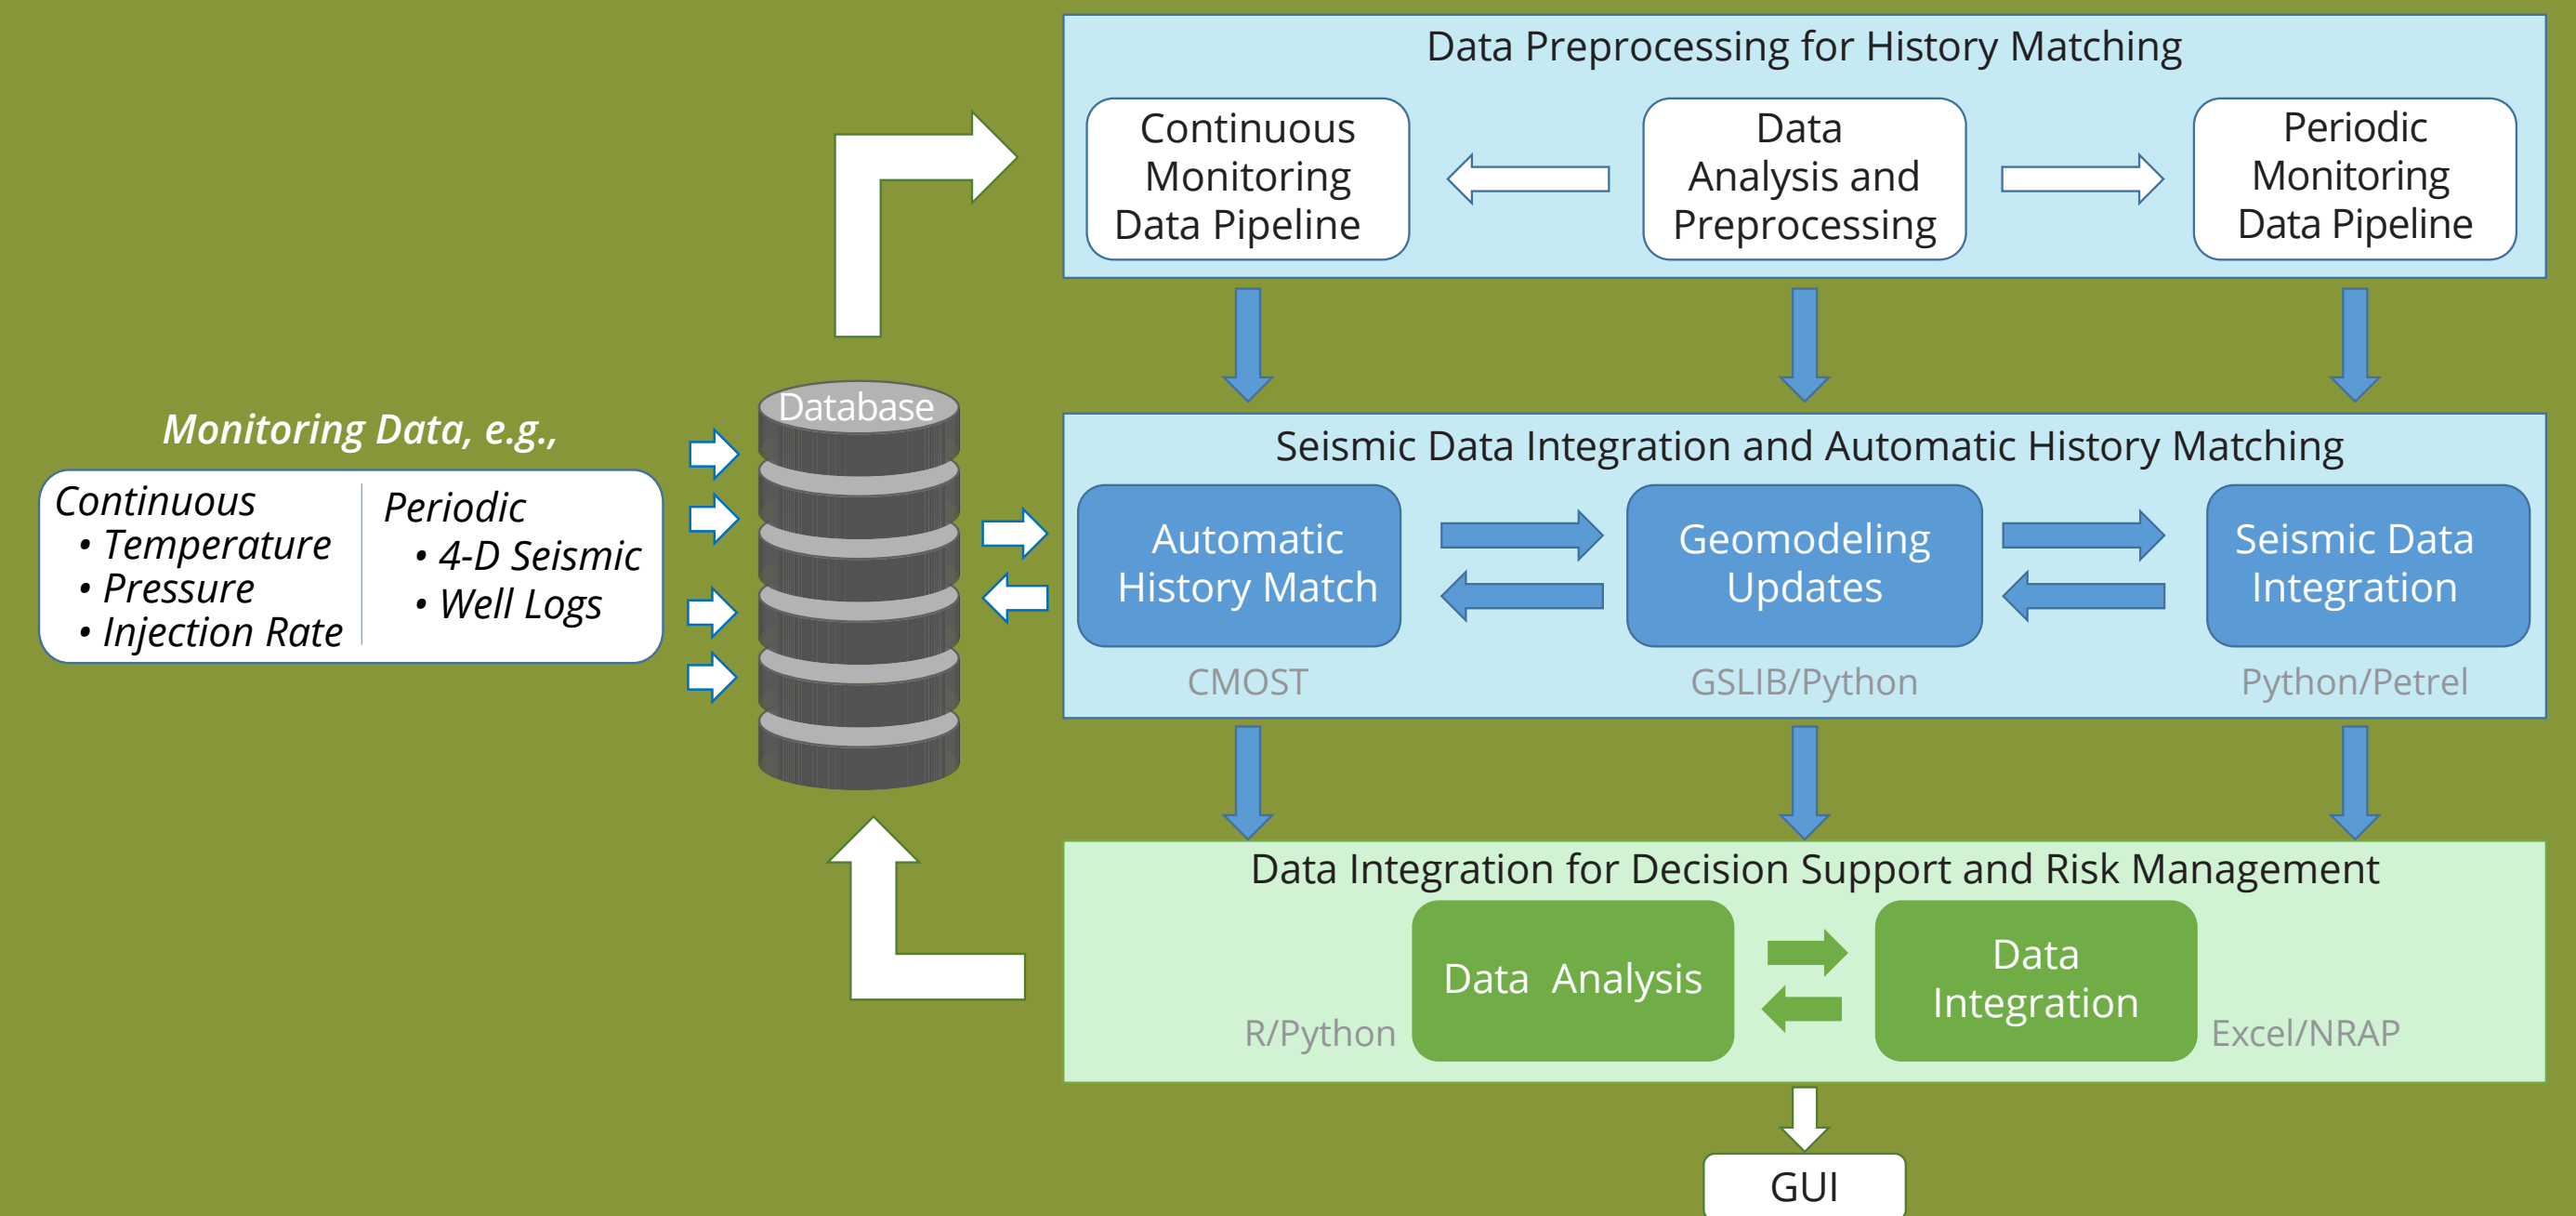 Data Preprocessing for History Matching
Continuous
Monitoring
Data Pipeline
Data
Analysis and
Preprocessing
Periodic
Monitoring
Data Pipeline
Database
Monitoring Data, e.g.,
Continuous
• Temperature
• Pressure
• Injection Rate
Periodic
• 4-D Seismic
• Well Logs
Seismic Data Integration and Automatic History Matching
Automatic
History Match
Geomodeling
Updates
Seismic Data
Integration
CMOST
GSLIB/Python
Python/Petrel
Data Integration for Decision Support and Risk Management
Data Analysis
Data
Integration
R/Python
Excel/NRAP
GUI